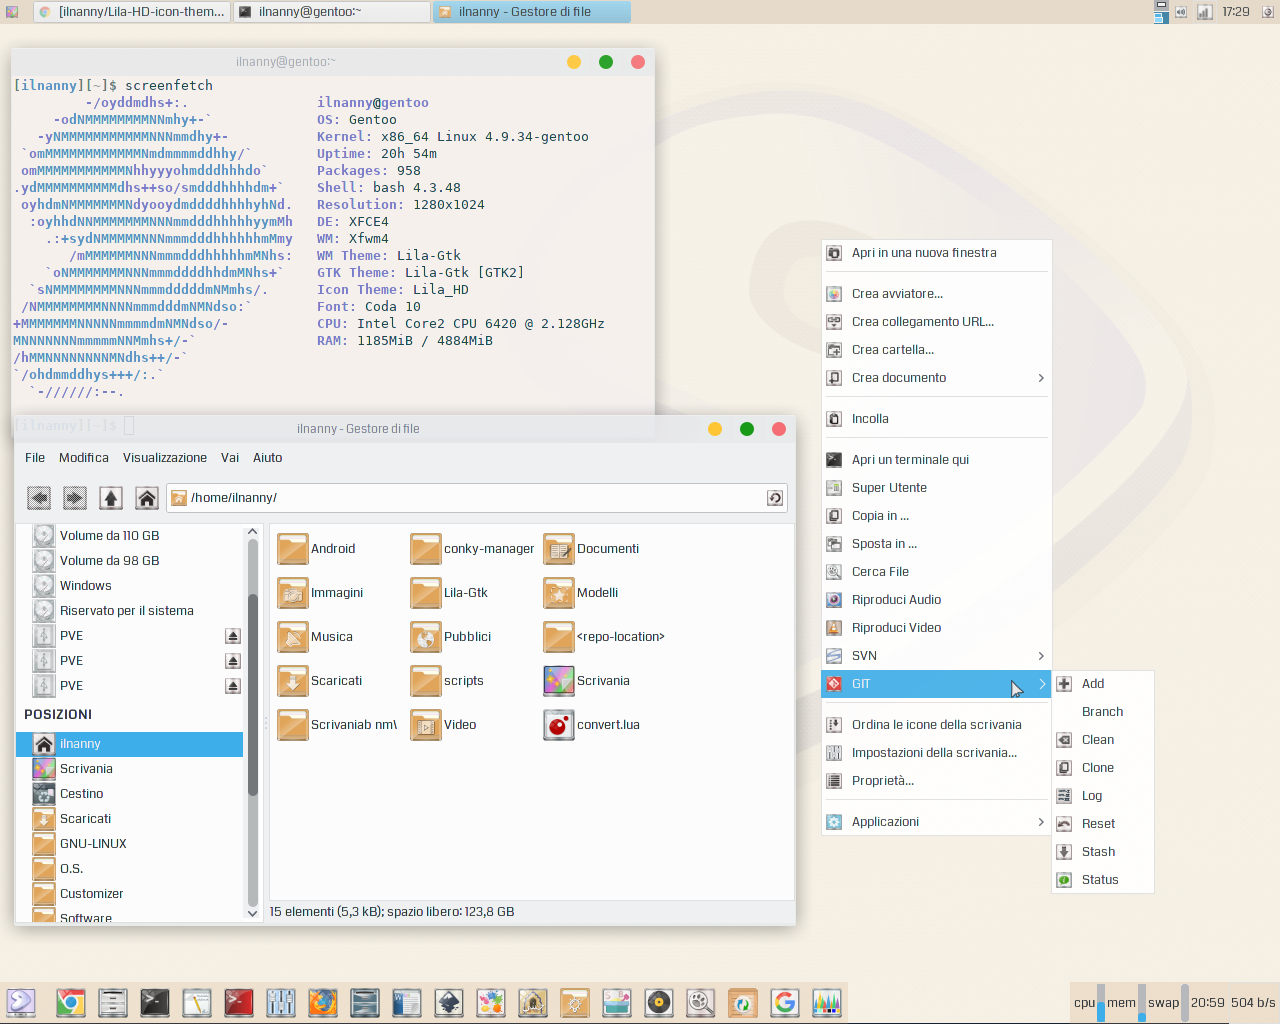 [ilnanny/Lila-HD-icon-them... ilnanny@gentoo:~ ilnanny - Gestore di file 17:29
ilnanny@gentoo:~
[ilnanny][~]$ screenfetch
-/oyddmdhs+:. ilnanny@gentoo
-odNMMMMMMMMNNmhy+-` OS: Gentoo
-yNMMMMMMMMMMMNNNmmdhy+- Kernel: x86_64 Linux 4.9.34-gentoo
`omMMMMMMMMMMMMNmdmmmmddhhy/` Uptime: 20h 54m
omMMMMMMMMMMMNhhyyyohmdddhhhdo` Packages: 958
.ydMMMMMMMMMMdhs++so/smdddhhhhdm+` Shell: bash 4.3.48
oyhdmNMMMMMMMNdyooydmddddhhhhyhNd. Resolution: 1280x1024
:oyhhdNNMMMMMMMNNNmmdddhhhhhyymMh DE: XFCE4
.:+sydNMMMMMNNNmmmdddhhhhhhmMmy WM: Xfwm4
/mMMMMMMNNNmmmdddhhhhhmMNhs: WM Theme: Lila-Gtk
`oNMMMMMMMNNNmmmddddhhdmMNhs+` GTK Theme: Lila-Gtk [GTK2]
`sNMMMMMMMMNNNmmmdddddmNMmhs/. Icon Theme: Lila_HD
/NMMMMMMMMNNNNmmmdddmNMNdso:` Font: Coda 10
+MMMMMMMNNNNNmmmmdmNMNdso/- CPU: Intel Core2 CPU 6420 @ 2.128GHz
MNNNNNNNmmmmmNNMmhs+/-` RAM: 1185MiB / 4884MiB
/hMMNNNNNNNNMNdhs++/-`
`/ohdmmddhys+++/:.`
`-//////:--.
[ilnanny][~]$
ilnanny - Gestore di file
File Modifica Visualizzazione Vai Aiuto
/home/ilnanny/
Volume da 110 GB
Volume da 98 GB
Windows
Riservato per il sistema
PVE
PVE
PVE
POSIZIONI
ilnanny
Scrivania
Cestino
Scaricati
GNU-LINUX
O.S.
Customizer
Software
Android conky-manager Documenti
Immagini Lila-Gtk Modelli
Musica Pubblici <repo-location>
Scaricati scripts Scrivania
Scrivaniab nm\ Video convert.lua
15 elementi (5,3 kB); spazio libero: 123,8 GB
Apri in una nuova finestra
Crea avviatore...
Crea collegamento URL...
Crea cartella...
Crea documento
Incolla
Apri un terminale qui
Super Utente
Copia in ...
Sposta in ...
Cerca File
Riproduci Audio
Riproduci Video
SVN
GIT
Ordina le icone della scrivania
Impostazioni della scrivania...
Proprietà...
Applicazioni
Add
Branch
Clean
Clone
Log
Reset
Stash
Status
cpu mem swap 20:59 504 b/s